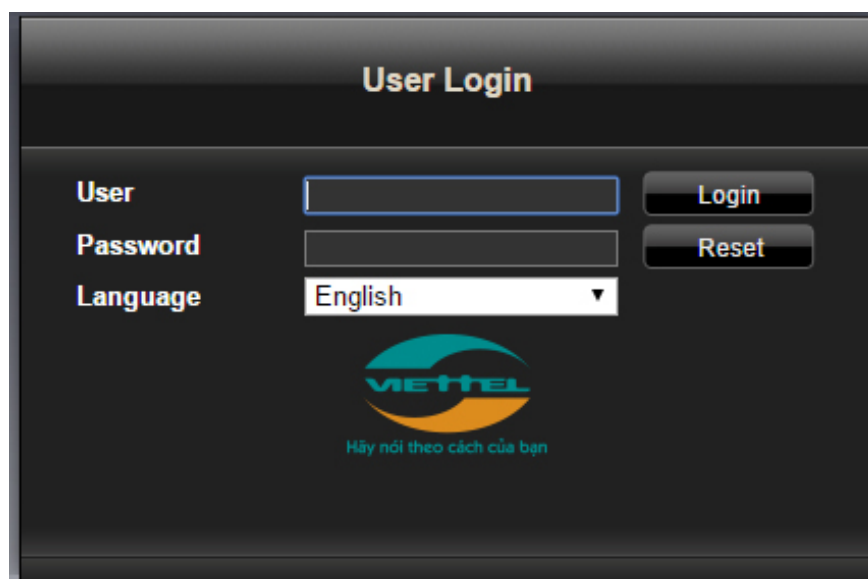 User Login
User
Login
Password
Reset
Language
English
VIETTEL
Hãy nói theo cách của bạn